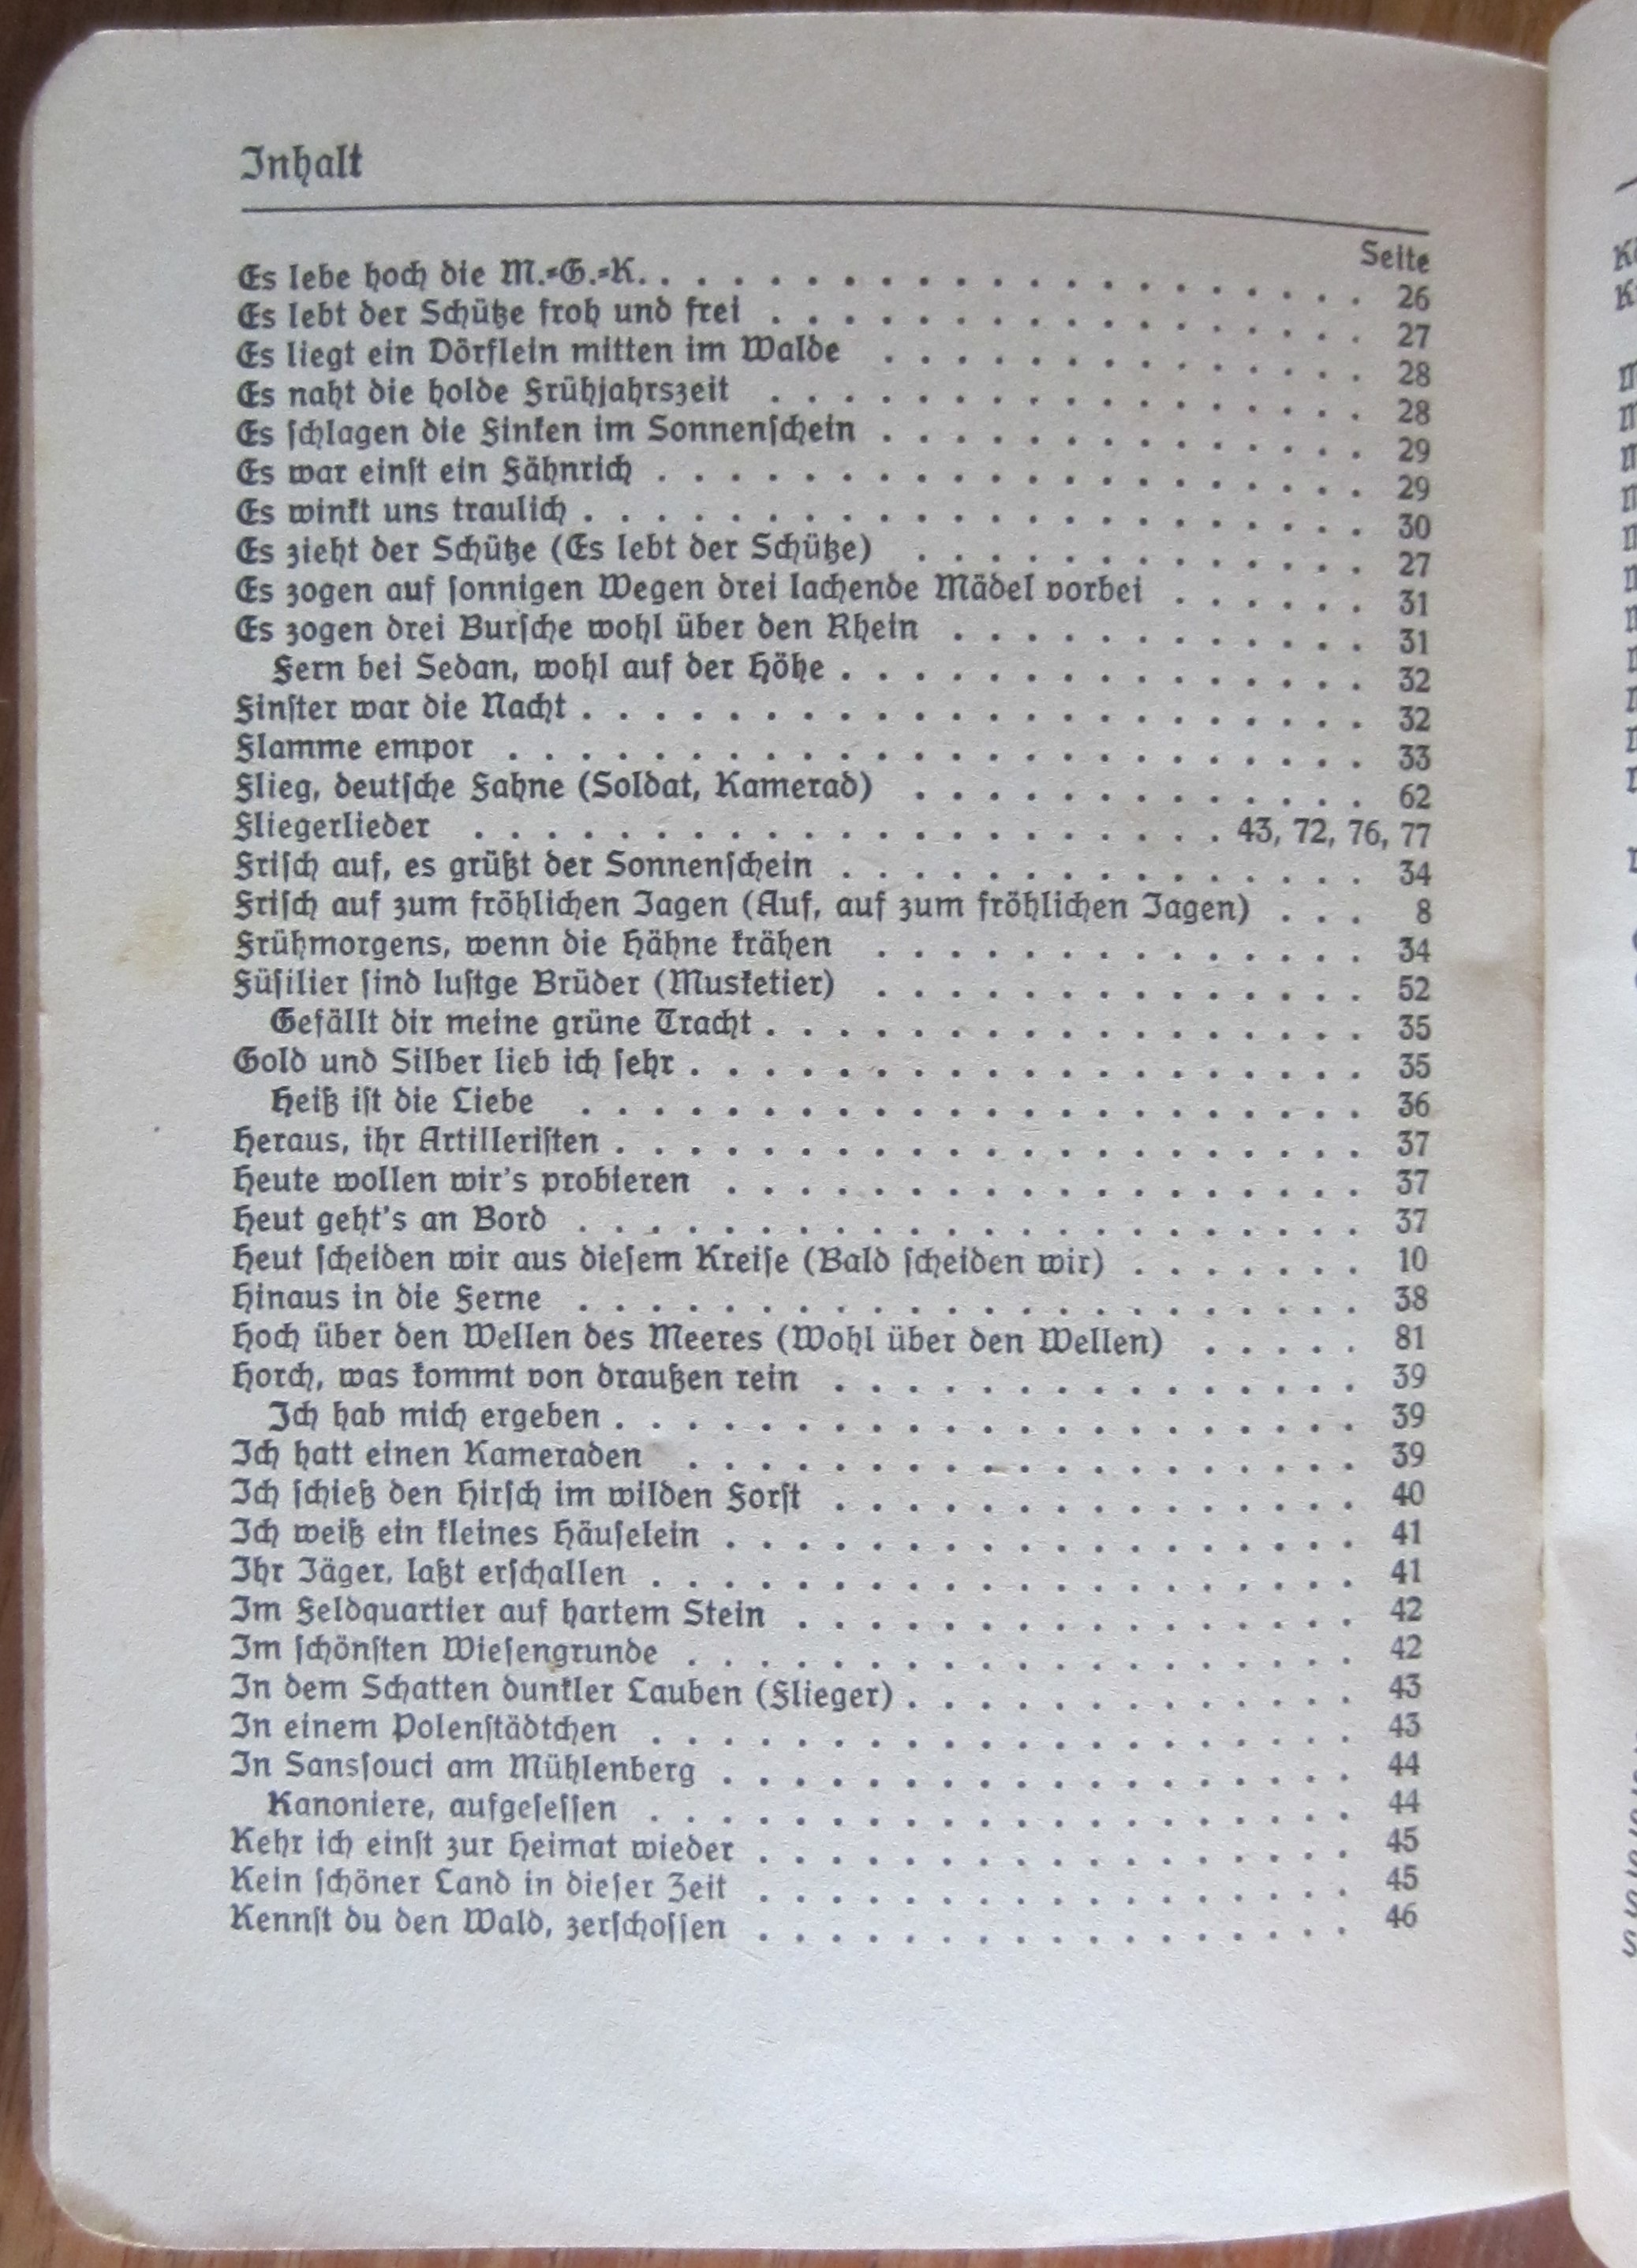 Inhalt
Seite
Es lebe hoch die M.=G.=K. . . . . . . . . . . . . . . . . . . . . 26
Es lebt der Schütze froh und frei . . . . . . . . . . . . . . . . . 27
Es liegt ein Dörflein mitten im Walde . . . . . . . . . . . . . . 28
Es naht die holde Frühjahrszeit . . . . . . . . . . . . . . . . . 28
Es ſchlagen die Finken im Sonnenſchein . . . . . . . . . . . . . . 29
Es war einſt ein Fähnrich . . . . . . . . . . . . . . . . . . . . 29
Es winkt uns traulich . . . . . . . . . . . . . . . . . . . . . . 30
Es zieht der Schütze (Es lebt der Schütze) . . . . . . . . . . . . . 27
Es zogen auf ſonnigen Wegen drei lachende Mädel vorbei . . . . . . 31
Es zogen drei Burſche wohl über den Rhein . . . . . . . . . . . . 31
Fern bei Sedan, wohl auf der Höhe . . . . . . . . . . . . . . . 32
Finſter war die Nacht . . . . . . . . . . . . . . . . . . . . . . 32
Flamme empor . . . . . . . . . . . . . . . . . . . . . . . . 33
Flieg, deutſche Fahne (Soldat, Kamerad) . . . . . . . . . . . . . 62
Fliegerlieder . . . . . . . . . . . . . . . . . . . . . 43, 72, 76, 77
Friſch auf, es grüßt der Sonnenſchein . . . . . . . . . . . . . . . 34
Friſch auf zum fröhlichen Jagen (Auf, auf zum fröhlichen Jagen) . . . 8
Frühmorgens, wenn die Hähne krähen . . . . . . . . . . . . . . 34
Füſilier ſind luſtge Brüder (Musketier) . . . . . . . . . . . . . . 52
Gefällt dir meine grüne Tracht . . . . . . . . . . . . . . . . . 35
Gold und Silber lieb ich ſehr . . . . . . . . . . . . . . . . . . . 35
Heiß iſt die Liebe . . . . . . . . . . . . . . . . . . . . . . 36
Heraus, ihr Artilleriſten . . . . . . . . . . . . . . . . . . . . . 37
Heute wollen wir's probieren . . . . . . . . . . . . . . . . . . 37
Heut geht's an Bord . . . . . . . . . . . . . . . . . . . . . . 37
Heut ſcheiden wir aus dieſem Kreiſe (Bald ſcheiden wir) . . . . . . . 10
Hinaus in die Ferne . . . . . . . . . . . . . . . . . . . . . . 38
Hoch über den Wellen des Meeres (Wohl über den Wellen) . . . . . 81
Horch, was kommt von draußen rein . . . . . . . . . . . . . . . 39
Ich hab mich ergeben . . . . . . . . . . . . . . . . . . . . . 39
Ich hatt einen Kameraden . . . . . . . . . . . . . . . . . . . 39
Ich ſchieß den Hirſch im wilden Forſt . . . . . . . . . . . . . . . 40
Ich weiß ein kleines Häuſelein . . . . . . . . . . . . . . . . . . 41
Ihr Jäger, laßt erſchallen . . . . . . . . . . . . . . . . . . . . 41
Im Feldquartier auf hartem Stein . . . . . . . . . . . . . . . . 42
Im ſchönſten Wieſengrunde . . . . . . . . . . . . . . . . . . . 42
In dem Schatten dunkler Lauben (Flieger) . . . . . . . . . . . . . 43
In einem Polenſtädtchen . . . . . . . . . . . . . . . . . . . . 43
In Sansſouci am Mühlenberg . . . . . . . . . . . . . . . . . . 44
Kanoniere, aufgeſeſſen . . . . . . . . . . . . . . . . . . . . 44
Kehr ich einſt zur Heimat wieder . . . . . . . . . . . . . . . . . 45
Kein ſchöner Land in dieſer Zeit . . . . . . . . . . . . . . . . . 45
Kennſt du den Wald, zerſchoſſen . . . . . . . . . . . . . . . . . 46